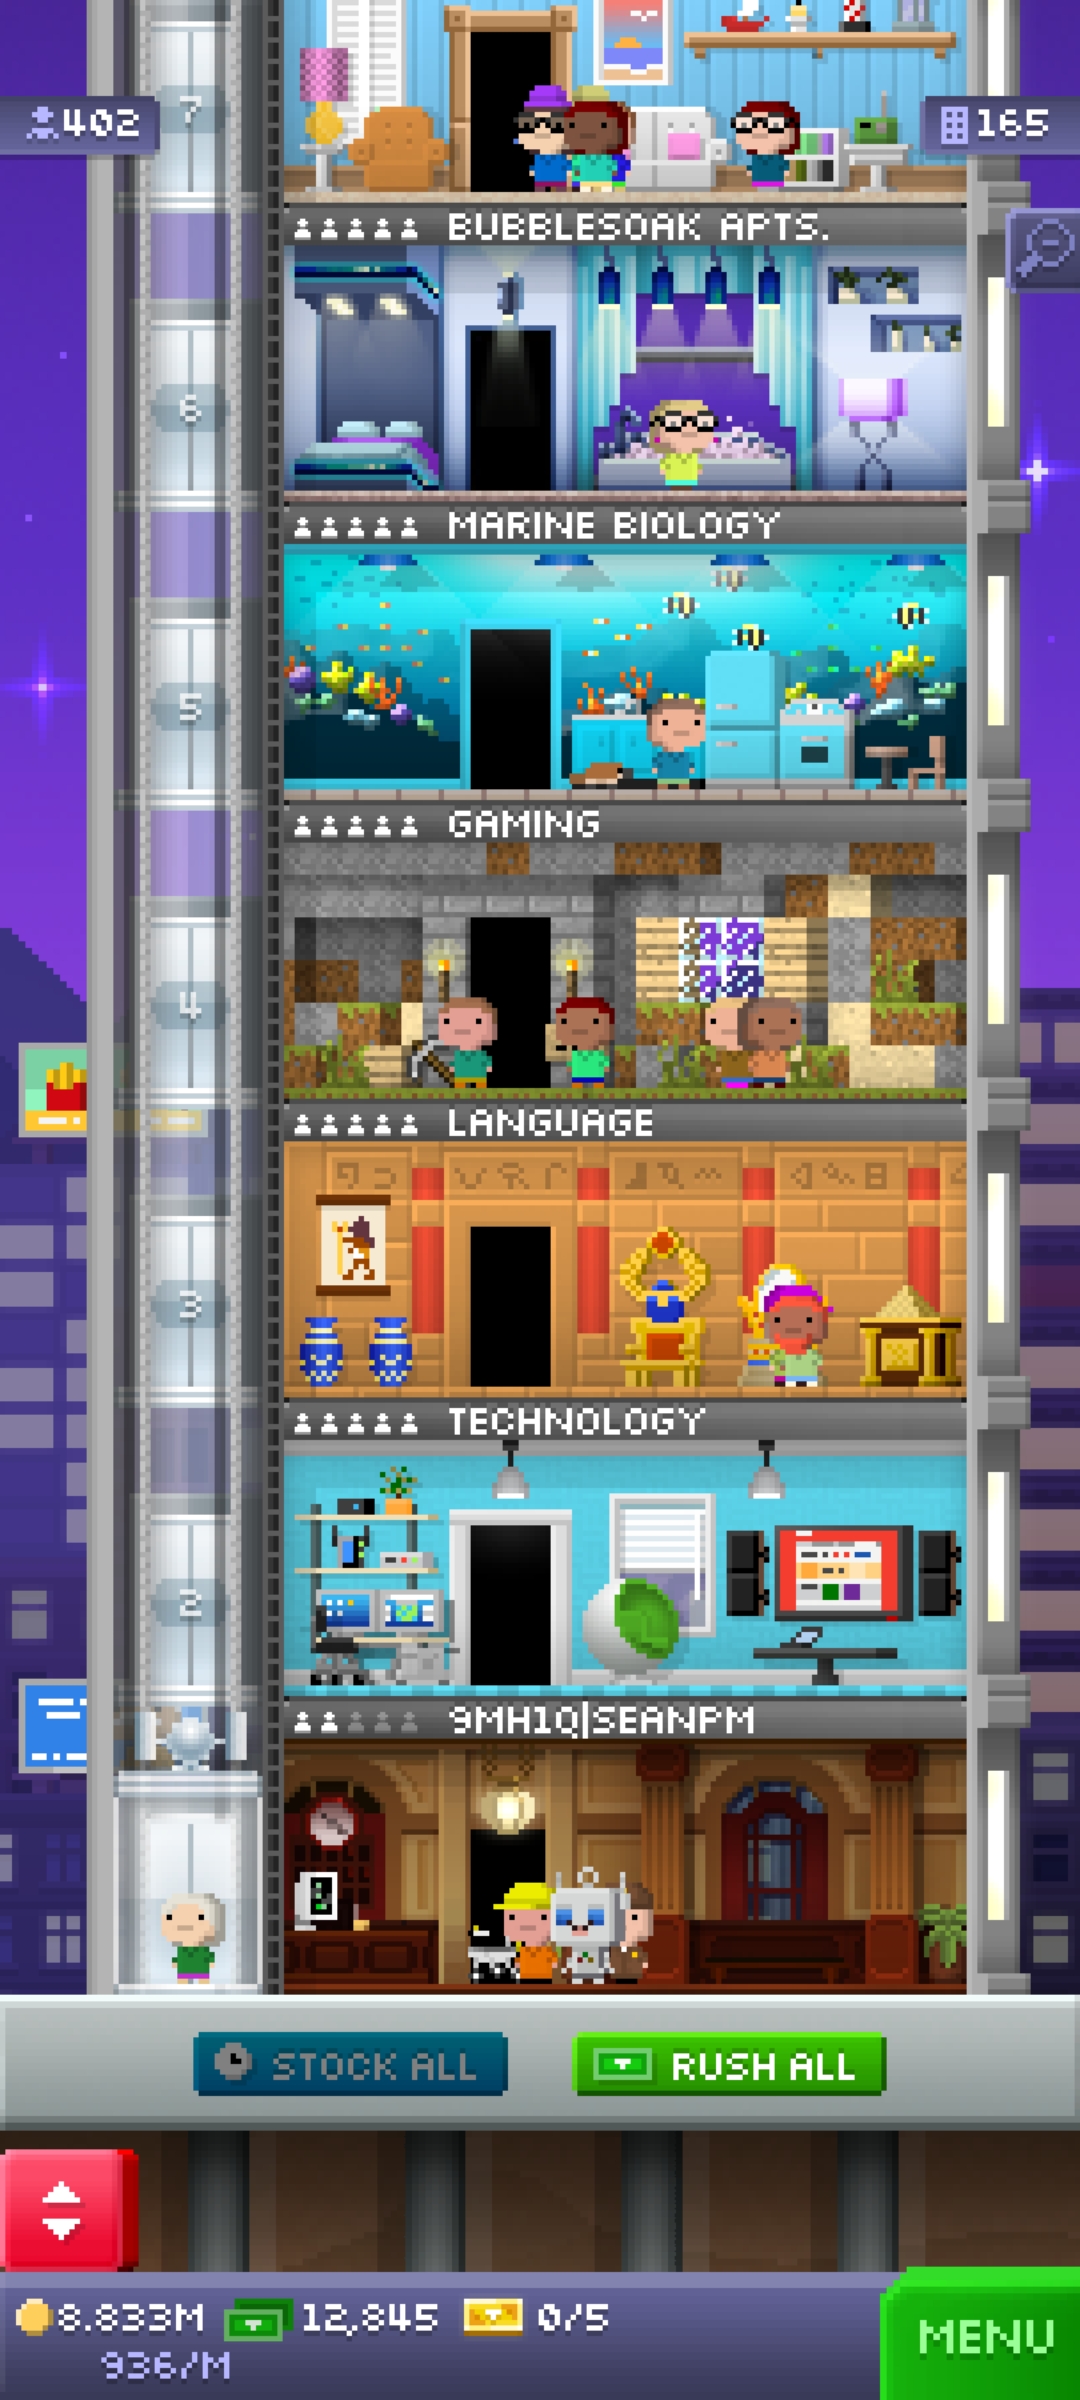 7
402
165
BUBBLESOAK APTS.
6
MARINE BIOLOGY
5
GAMING
4
LANGUAGE
3
TECHNOLOGY
2
9MH1Q|SEANPM
STOCK ALL
RUSH ALL
8.833M
12,845
0/5
936/M
MENU